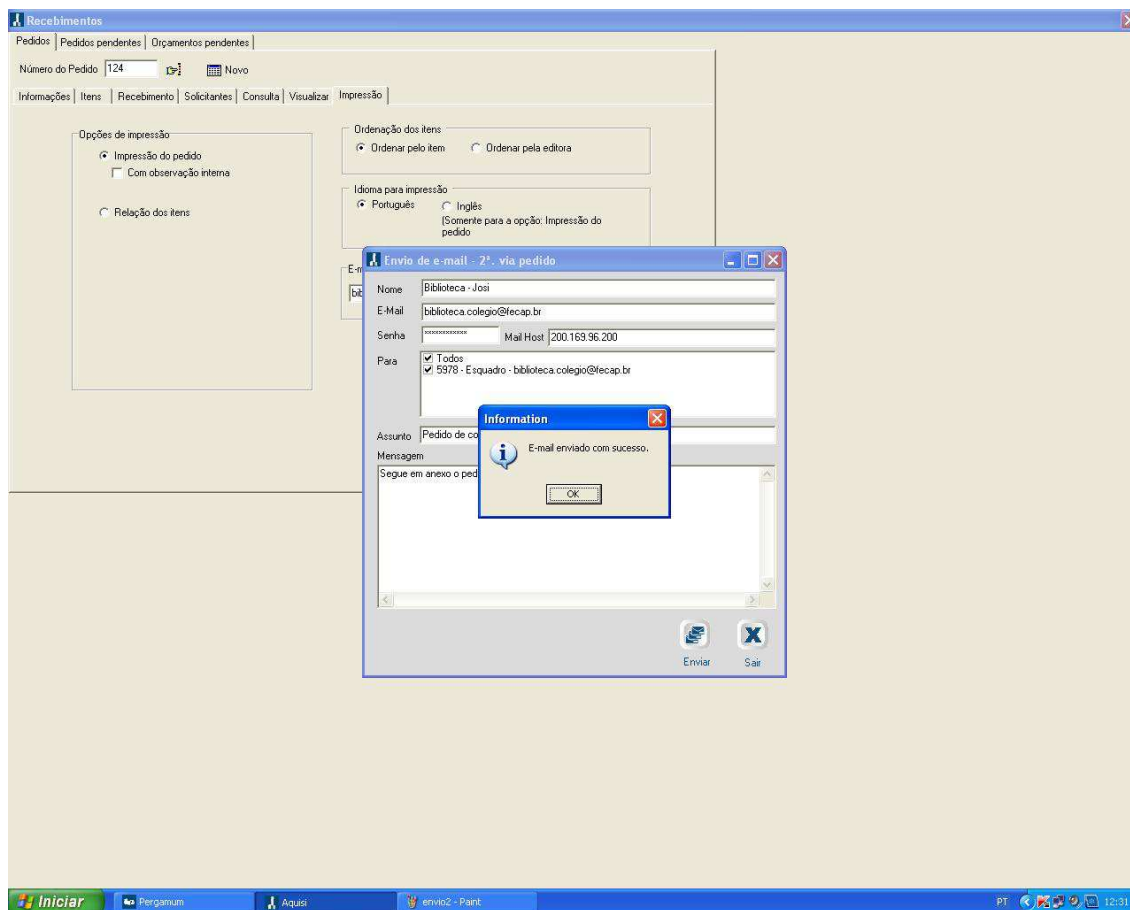 Recebimentos
Pedidos Pedidos pendentes Orçamentos pendentes
Número do Pedido 124 Novo
Informações Itens Recebimento Solicitantes Consulta Visualizar Impressão
Opções de impressão
Impressão do pedido
Com observação interna
Relação dos itens
Ordenação dos itens
Ordenar pelo item Ordenar pela editora
Idioma para impressão
Português Inglês
(Somente para a opção: Impressão do
pedido
Envio de e-mail - 2ª. via pedido
Nome Biblioteca - Josi
E-Mail biblioteca.colegio@fecap.br
Senha ************ Mail Host 200.169.96.200
Para Todos
5978 - Esquadro - biblioteca.colegio@fecap.br
Assunto Pedido de co
Mensagem
Segue em anexo o ped
Information
E-mail enviado com sucesso.
OK
Enviar Sair
Iniciar Pergamum Aquisi envio2 - Paint PT 12:31